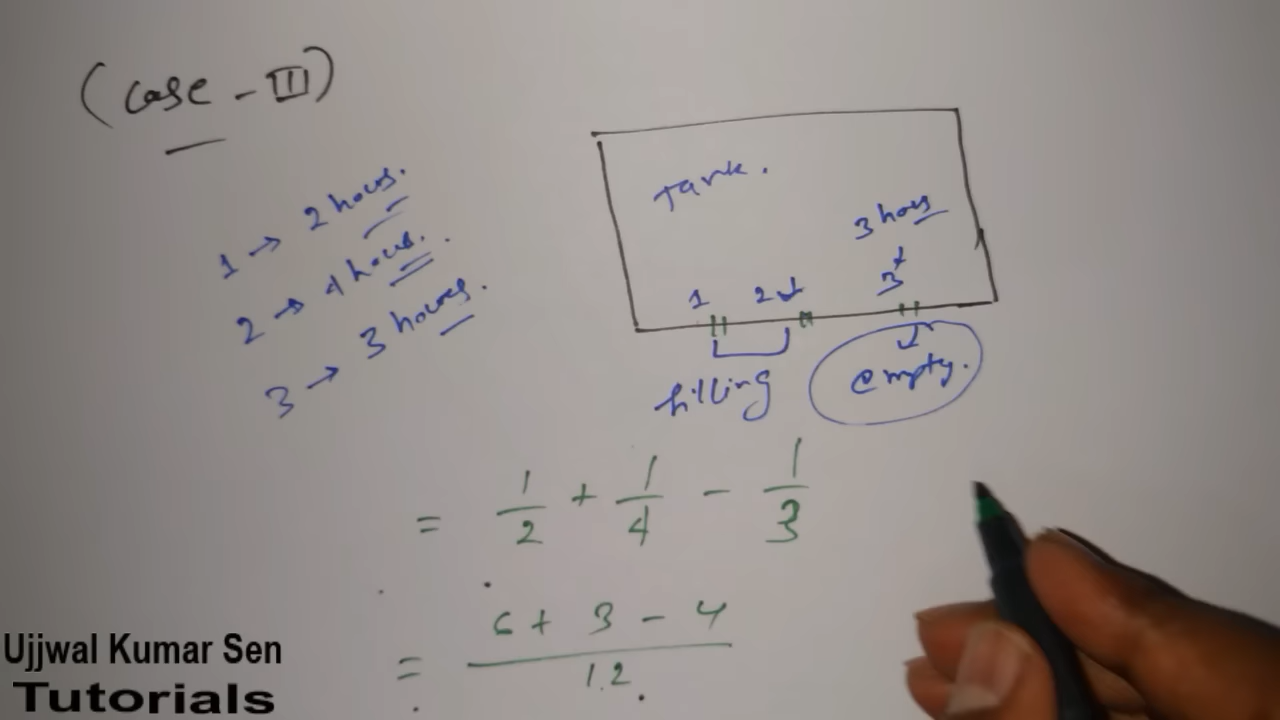 (Case - III)
1 → 2 hours.
2 → 4 hours.
3 → 3 hours.
Tank.
3 hours
1 2 3
filling
empty.
= 1/2 + 1/4 - 1/3
= 6 + 3 - 4 / 12
Ujjwal Kumar Sen
Tutorials